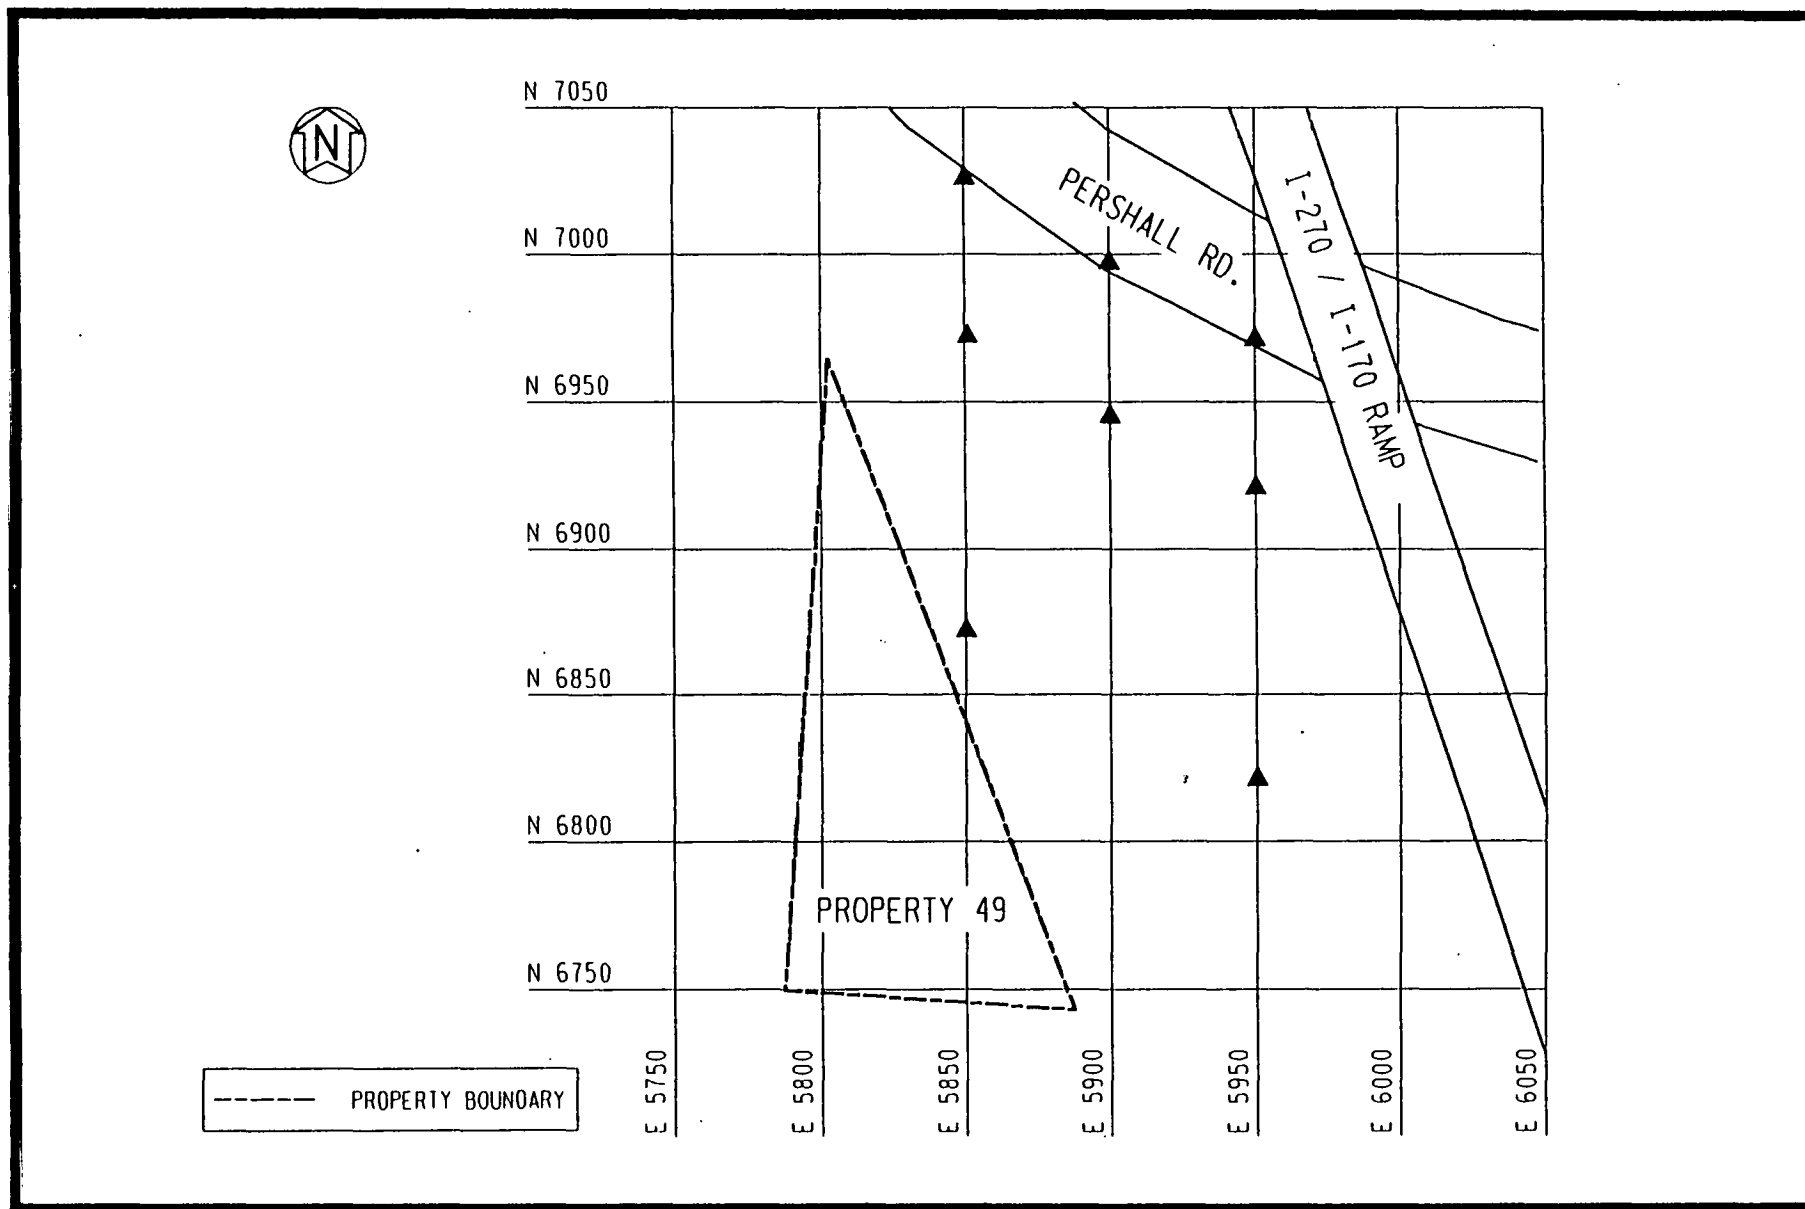 N
N 7050
N 7000
N 6950
N 6900
N 6850
N 6800
N 6750
PERSHALL RD.
I-270 / I-170 RAMP
PROPERTY 49
E 5750
E 5800
E 5850
E 5900
E 5950
E 6000
E 6050
PROPERTY BOUNDARY